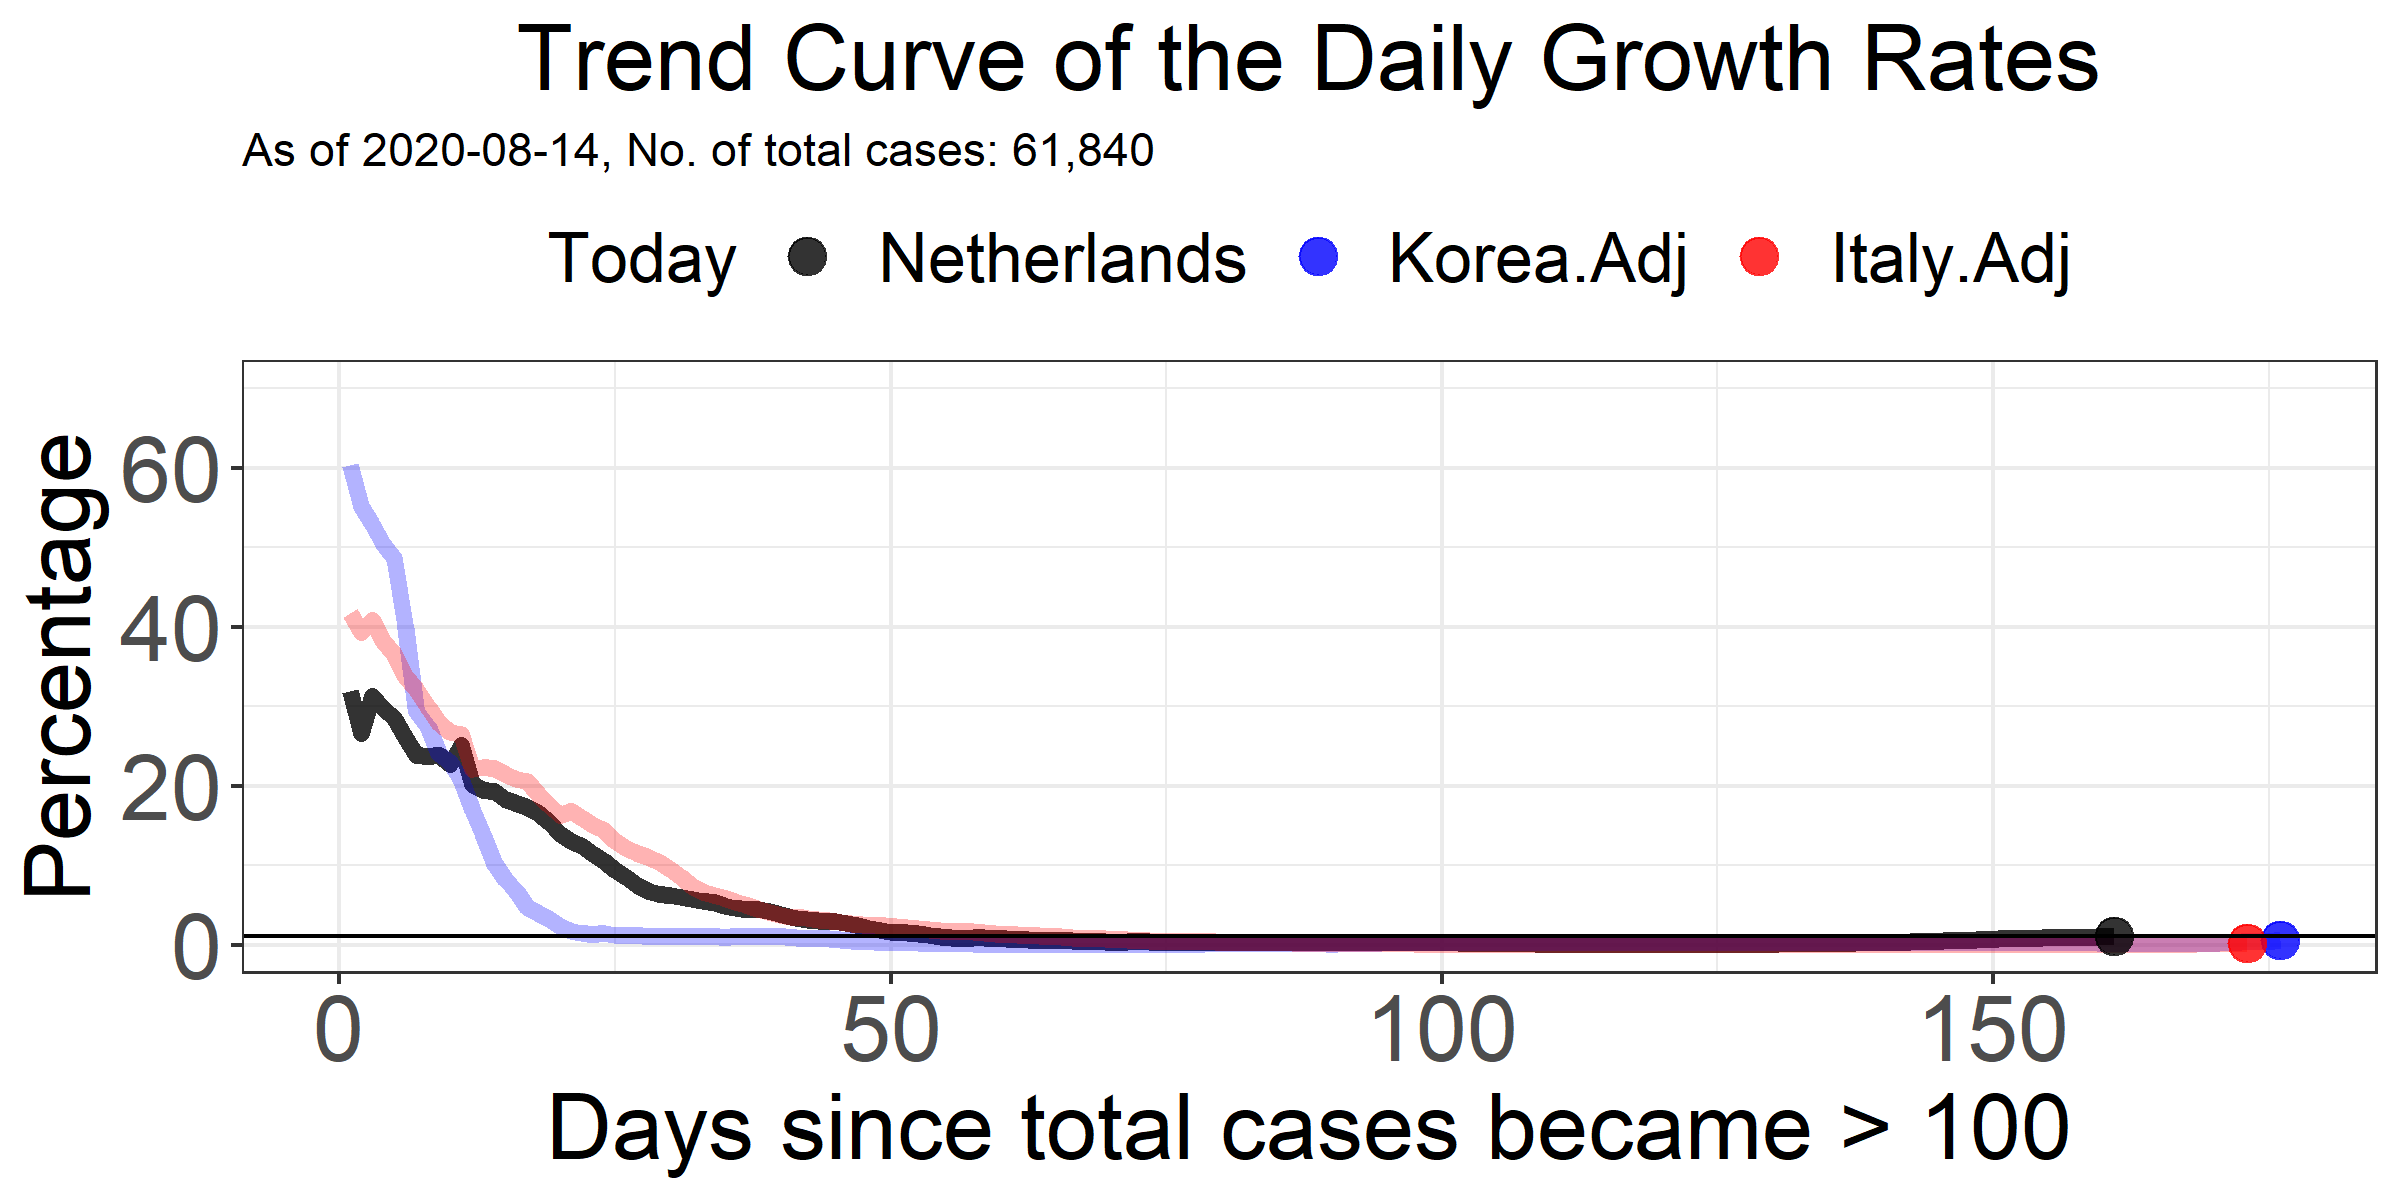 Trend Curve of the Daily Growth Rates
As of 2020-08-14, No. of total cases: 61,840
Today Netherlands Korea.Adj Italy.Adj
Percentage
60
40
20
0
0 50 100 150
Days since total cases became > 100